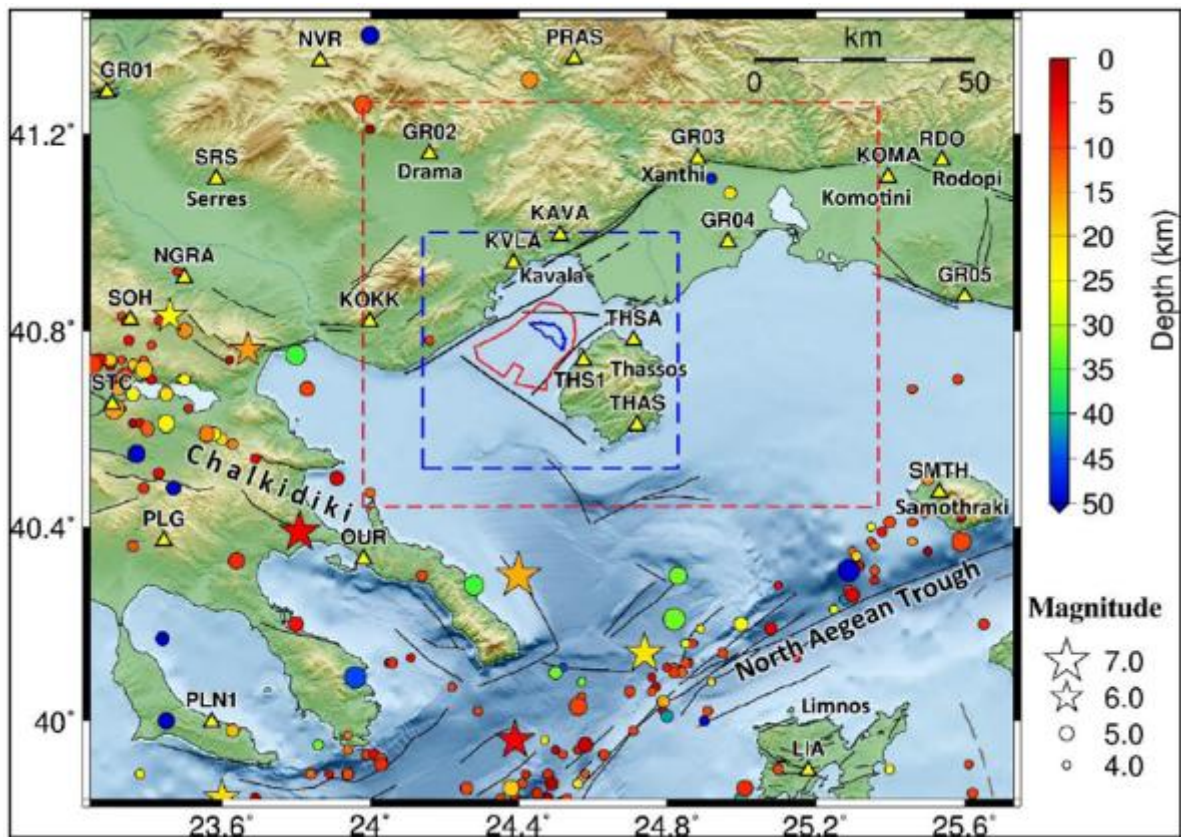 NVR
PRAS
km
0
50
GR01
41.2°
GR02
Drama
GR03
Xanthi
RDO
KOMA
Rodopi
Komotini
SRS
Serres
KAVA
KVLA
Kavala
GR04
NGRA
SOH
KOKK
GR05
40.8°
THSA
THS1
Thassos
STC
THAS
Chalkidiki
SMTH
Samothraki
40.4°
PLG
OUR
North Aegean Trough
PLN1
40°
Limnos
LIA
23.6°
24°
24.4°
24.8°
25.2°
25.6°
0
5
10
15
20
25
30
35
40
45
50
Depth (km)
Magnitude
7.0
6.0
5.0
4.0